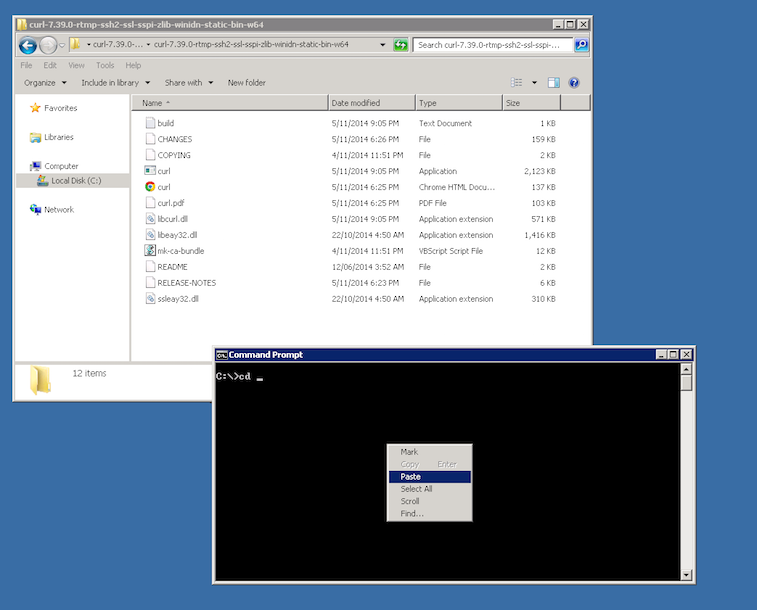 curl-7.39.0-rtmp-ssh2-ssl-sspi-zlib-winidn-static-bin-w64
curl-7.39.0-... curl-7.39.0-rtmp-ssh2-ssl-sspi-zlib-winidn-static-bin-w64 Search curl-7.39.0-rtmp-ssh2-ssl-sspi-...
File Edit View Tools Help
Organize Include in library Share with New folder
Favorites
Libraries
Computer
Local Disk (C:)
Network
Name Date modified Type Size
build 5/11/2014 9:05 PM Text Document 1 KB
CHANGES 5/11/2014 6:26 PM File 159 KB
COPYING 4/11/2014 11:51 PM File 2 KB
curl 5/11/2014 9:05 PM Application 2,123 KB
curl 5/11/2014 6:25 PM Chrome HTML Docu... 137 KB
curl.pdf 5/11/2014 6:25 PM PDF File 103 KB
libcurl.dll 5/11/2014 9:05 PM Application extension 571 KB
libeay32.dll 22/10/2014 4:50 AM Application extension 1,416 KB
mk-ca-bundle 4/11/2014 11:51 PM VBScript Script File 12 KB
README 12/06/2014 3:52 AM File 2 KB
RELEASE-NOTES 5/11/2014 6:23 PM File 6 KB
ssleay32.dll 22/10/2014 4:50 AM Application extension 310 KB
12 items
Command Prompt
C:\>cd _
Mark
Copy Enter
Paste
Select All
Scroll
Find...